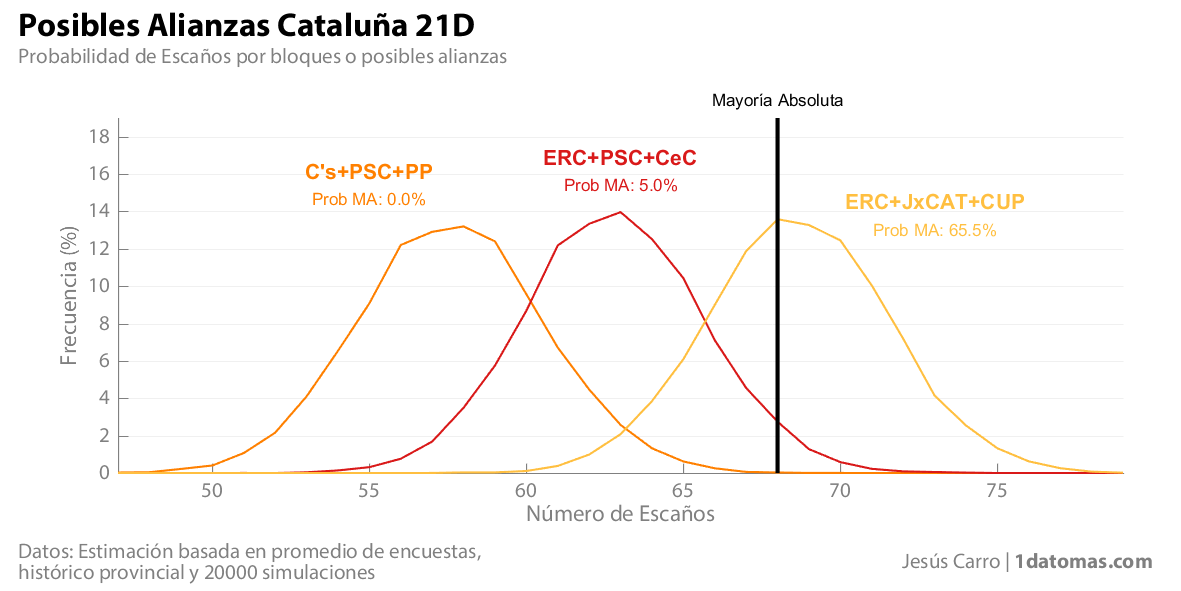 Posibles Alianzas Cataluña 21D
Probabilidad de Escaños por bloques o posibles alianzas
Mayoría Absoluta
18
16
14
12
10
8
6
4
2
0
Frecuencia (%)
C's+PSC+PP
Prob MA: 0.0%
ERC+PSC+CeC
Prob MA: 5.0%
ERC+JxCAT+CUP
Prob MA: 65.5%
50 55 60 65 70 75
Número de Escaños
Datos: Estimación basada en promedio de encuestas,
histórico provincial y 20000 simulaciones
Jesús Carro | 1datomas.com